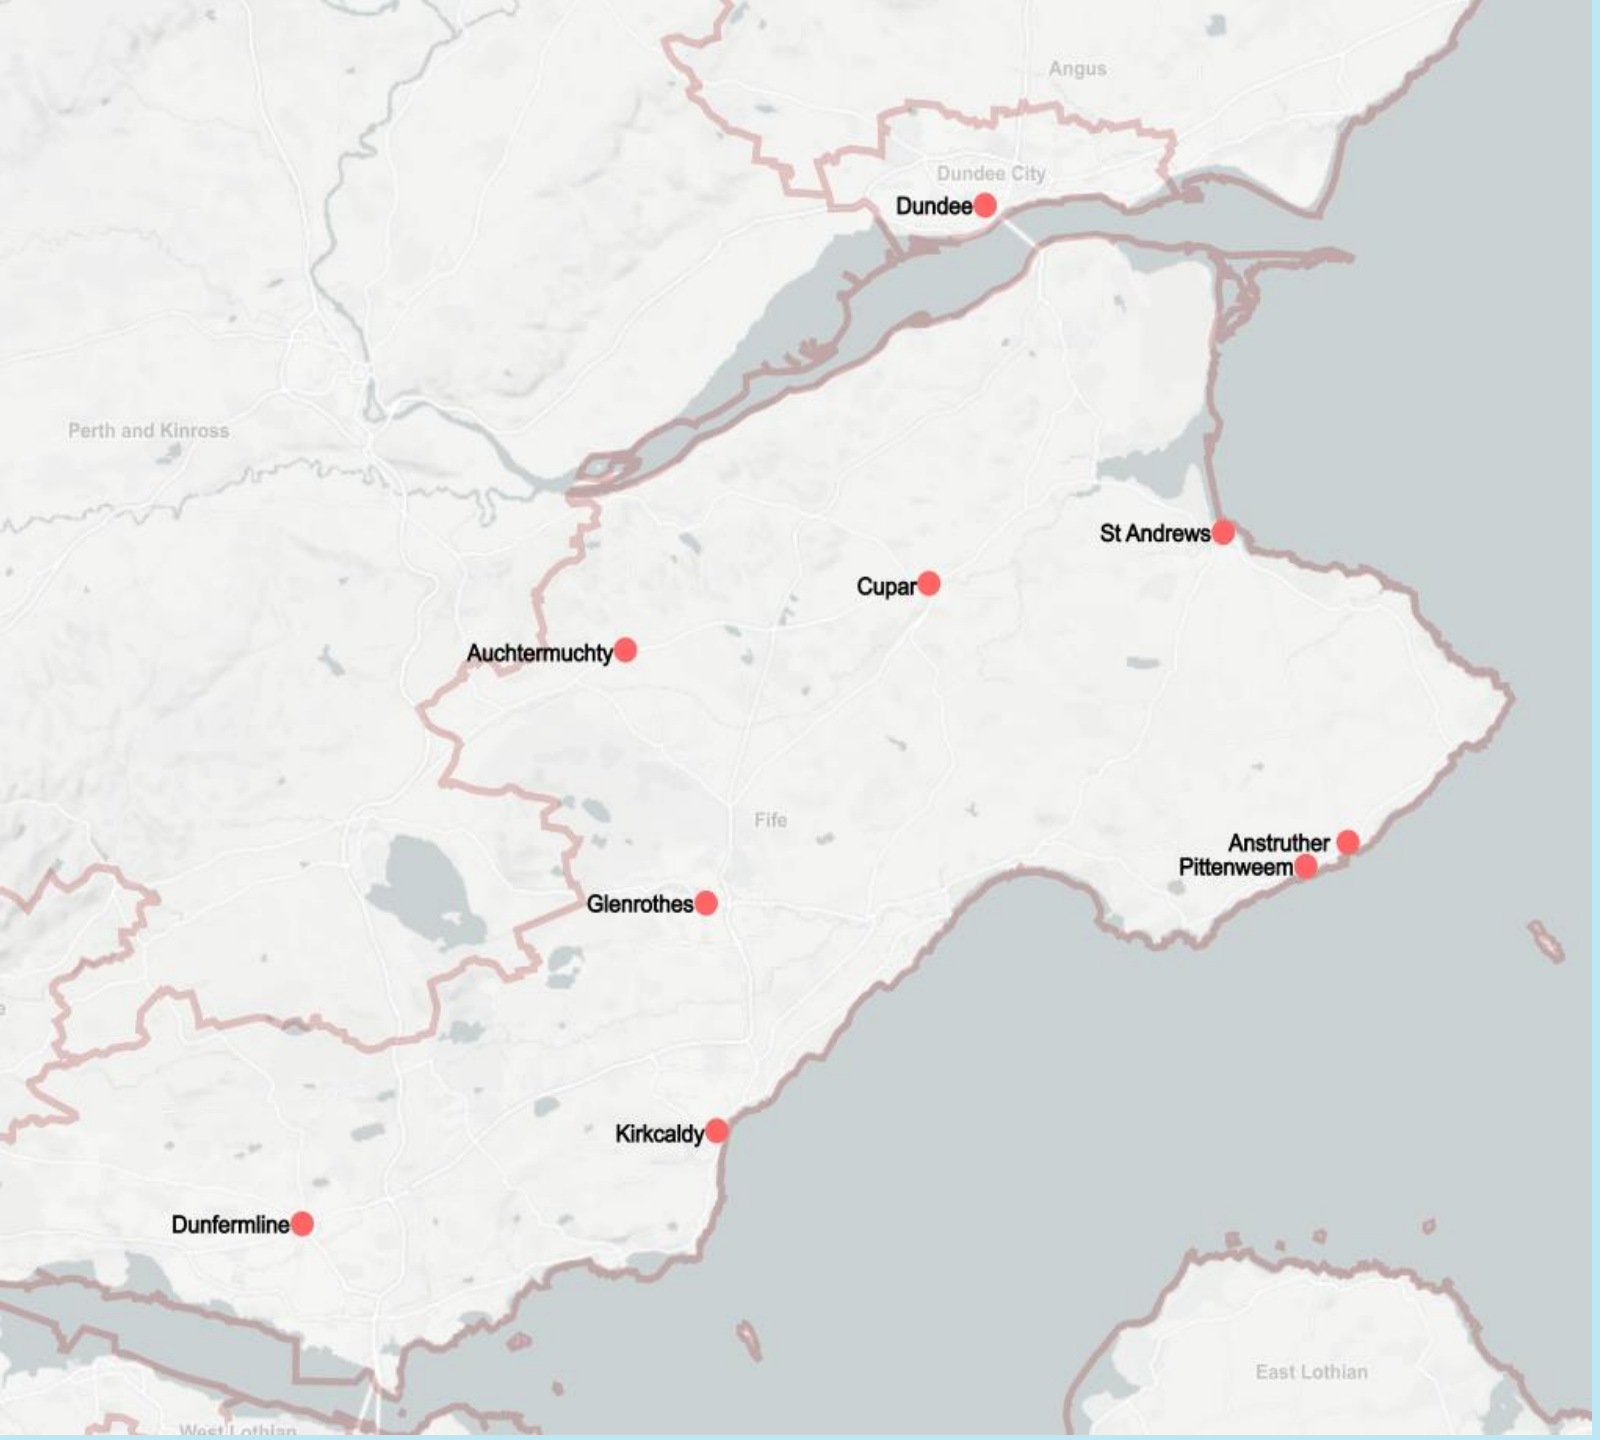 Angus
Dundee City
Dundee
Perth and Kinross
St Andrews
Cupar
Auchtermuchty
Fife
Anstruther
Pittenweem
Glenrothes
Kirkcaldy
Dunfermline
East Lothian
West Lothian